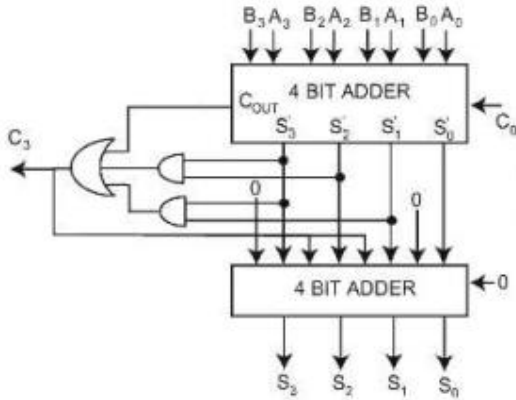 B₃ A₃ B₂ A₂ B₁ A₁ B₀ A₀
4 BIT ADDER
C_OUT
C₀
S'₃ S'₂ S'₁ S'₀
C₃
0
0
4 BIT ADDER
0
S₃ S₂ S₁ S₀